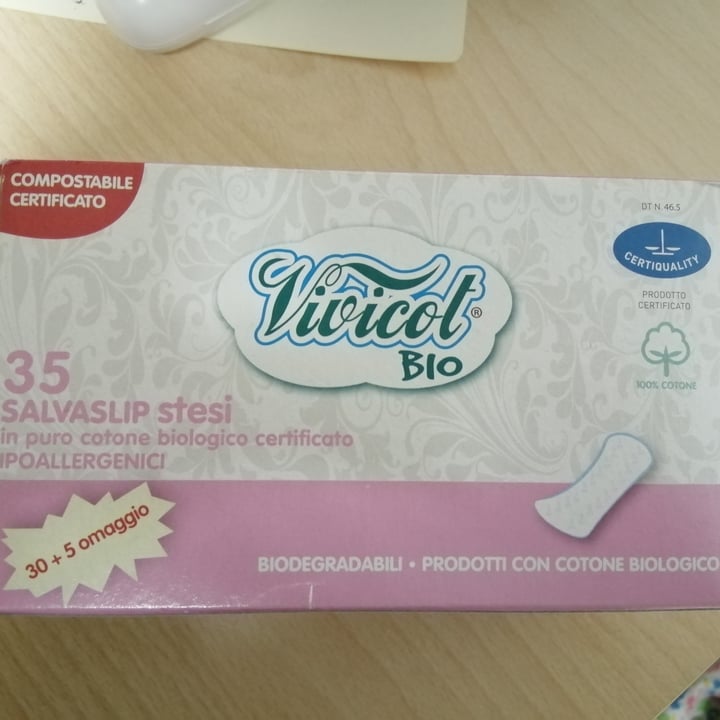 COMPOSTABILE
CERTIFICATO
DT N. 46.5
CERTIQUALITY
PRODOTTO
CERTIFICATO
100% COTONE
Vivicot®
BIO
35
SALVASLIP stesi
in puro cotone biologico certificato
IPOALLERGENICI
30 + 5 omaggio
BIODEGRADABILI • PRODOTTI CON COTONE BIOLOGICO